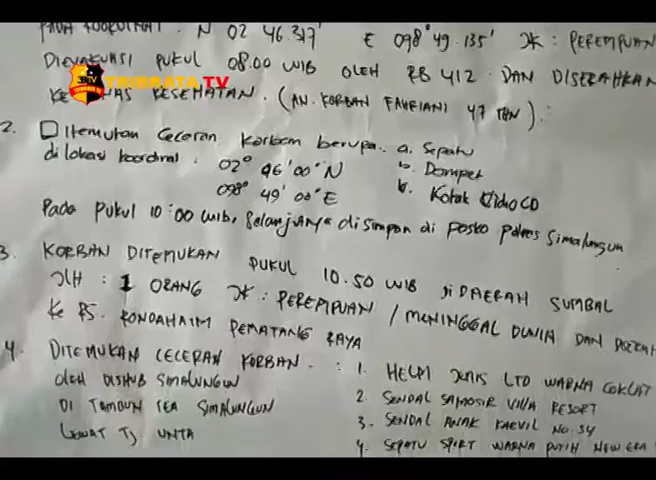 PADA KOORDINAT. N 02° 46.317' E 098° 49.135' JK : PEREMPUAN
DIEVAKUASI PUKUL 08.00 WIB OLEH RB 412. DAN DISERAHKAN
TRIBRATA TV
KE DINAS KESEHATAN. (AN. KORBAN FAHRIANI 47 THN).
2. Ditemukan Ceceran korban berupa. a. Sepatu
di lokasi koordinat : 02° 46' 00" N b. Dompet
098° 49' 00" E Kotak Video CD
Pada pukul 10:00 wib, Selanjutnya disimpan di posko polres Simalungun
3. KORBAN DITEMUKAN PUKUL 10.50 WIB DI DAERAH SUMBAL
JLH : 1 ORANG JK : PEREMPUAN / MENINGGAL DUNIA DAN
Ke RS. RONDAHAIM PEMATANG RAYA
4. DITEMUKAN CECERAN KORBAN. : 1. HELM JENIS LTD WARNA COKLAT
OLEH DISHUB SIMALUNGUN 2. SENDAL SAMOSIR VILLA RESORT
DI TAMBUN REA SIMALUNGUN 3. SENDAL ANAK No. 34
LEWAT TJ UNTA 4. SEPATU SPORT WARNA PUTIH NEW ERA